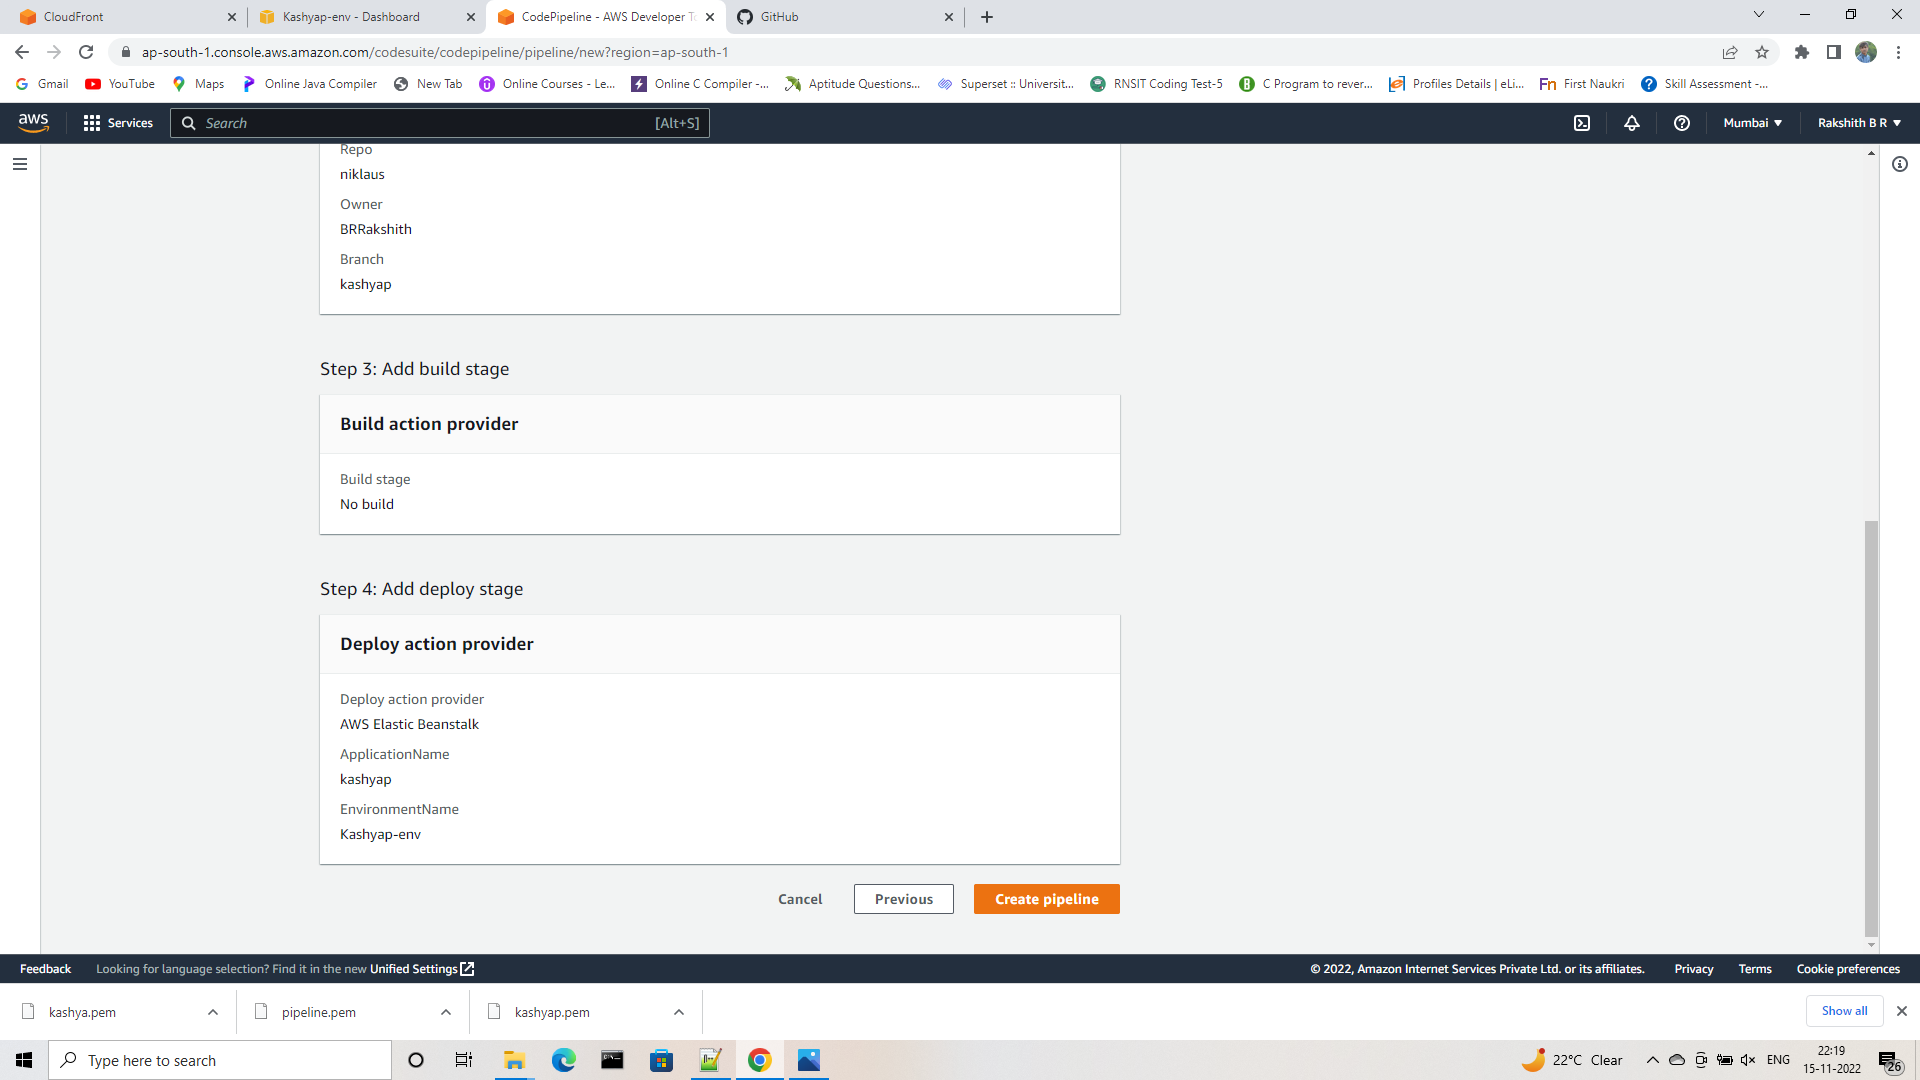 CloudFront
Kashyap-env - Dashboard
CodePipeline - AWS Developer To
GitHub
ap-south-1.console.aws.amazon.com/codesuite/codepipeline/pipeline/new?region=ap-south-1
Gmail
YouTube
Maps
Online Java Compiler
New Tab
Online Courses - Le...
Online C Compiler -...
Aptitude Questions...
Superset :: Universit...
RNSIT Coding Test-5
C Program to rever...
Profiles Details | eLi...
First Naukri
Skill Assessment -...
aws
Services
Search
[Alt+S]
Mumbai
Rakshith B R
Repo
niklaus
Owner
BRRakshith
Branch
kashyap
Step 3: Add build stage
Build action provider
Build stage
No build
Step 4: Add deploy stage
Deploy action provider
Deploy action provider
AWS Elastic Beanstalk
ApplicationName
kashyap
EnvironmentName
Kashyap-env
Cancel
Previous
Create pipeline
Feedback
Looking for language selection? Find it in the new Unified Settings
© 2022, Amazon Internet Services Private Ltd. or its affiliates.
Privacy
Terms
Cookie preferences
kashya.pem
pipeline.pem
kashyap.pem
Show all
Type here to search
22°C Clear
ENG
22:19
15-11-2022
26